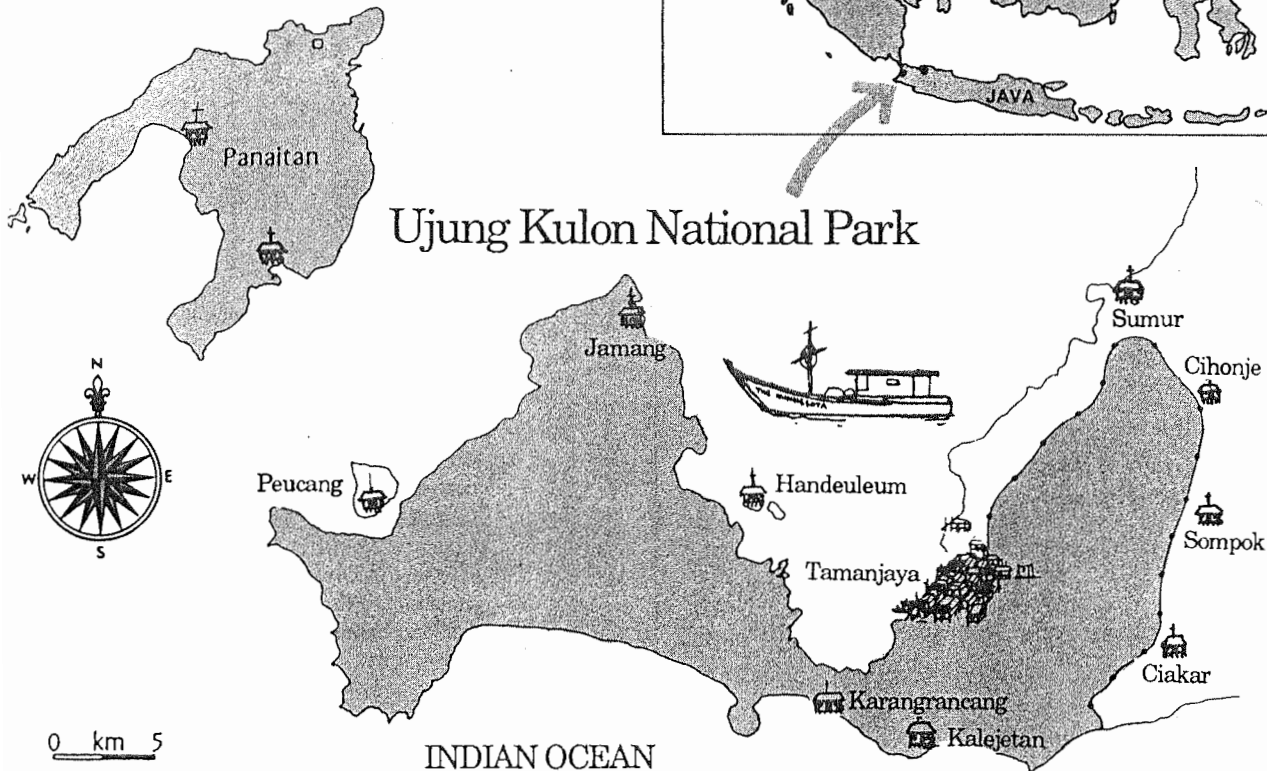 JAVA
Panaitan
Ujung Kulon National Park
Sumur
Jamang
Cihonje
N
W
E
S
Peucang
Handeuleum
Sompok
Tamanjaya
Ciakar
Karangrancang
Kalejetan
0 km 5
INDIAN OCEAN